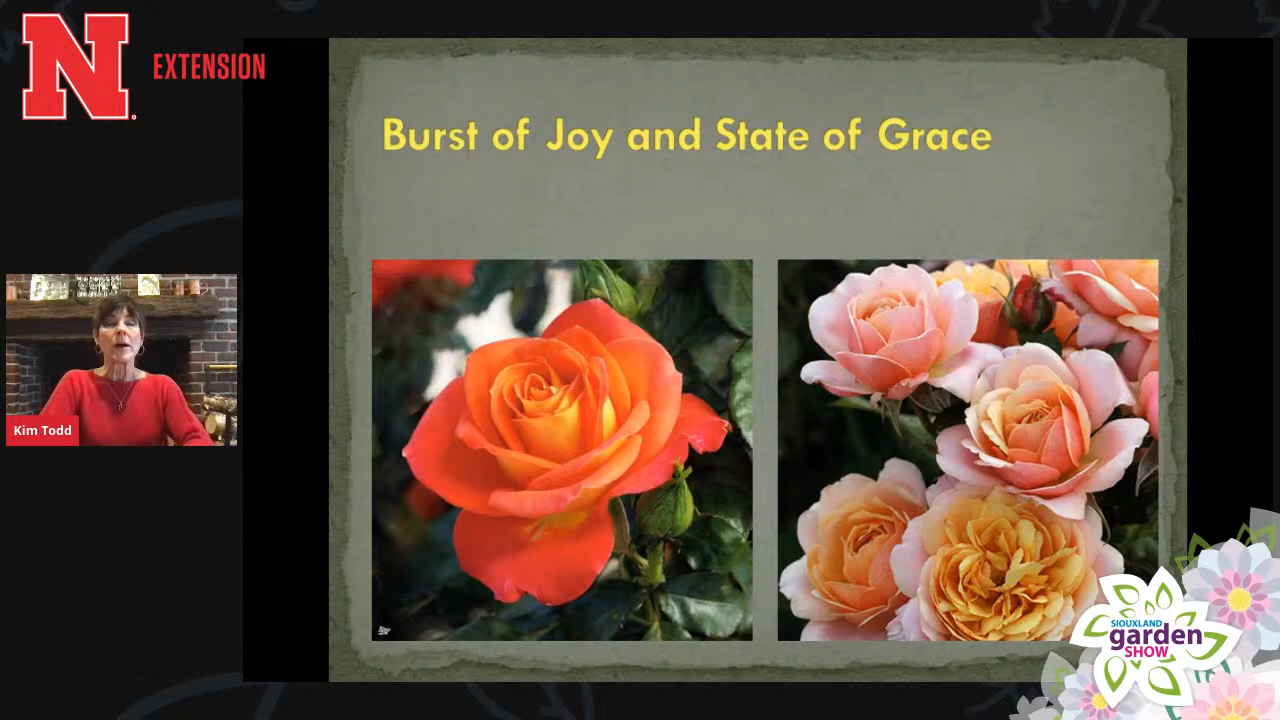 N
EXTENSION
Burst of Joy and State of Grace
Kim Todd
SIOUXLAND
garden
SHOW